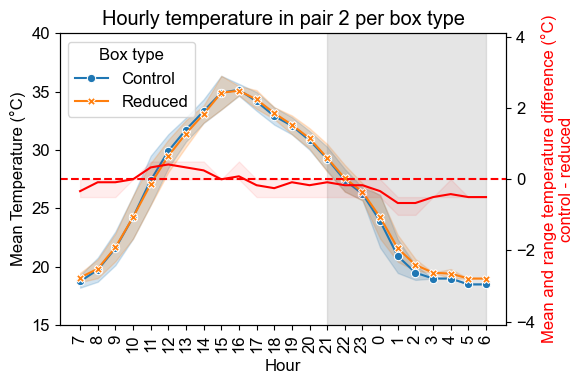 Hourly temperature in pair 2 per box type
Box type
Control
Reduced
Mean Temperature (°C)
40
35
30
25
20
15
4
2
0
−2
−4
Mean and range temperature difference (°C)
control - reduced
7 8 9 10 11 12 13 14 15 16 17 18 19 20 21 22 23 0 1 2 3 4 5 6
Hour